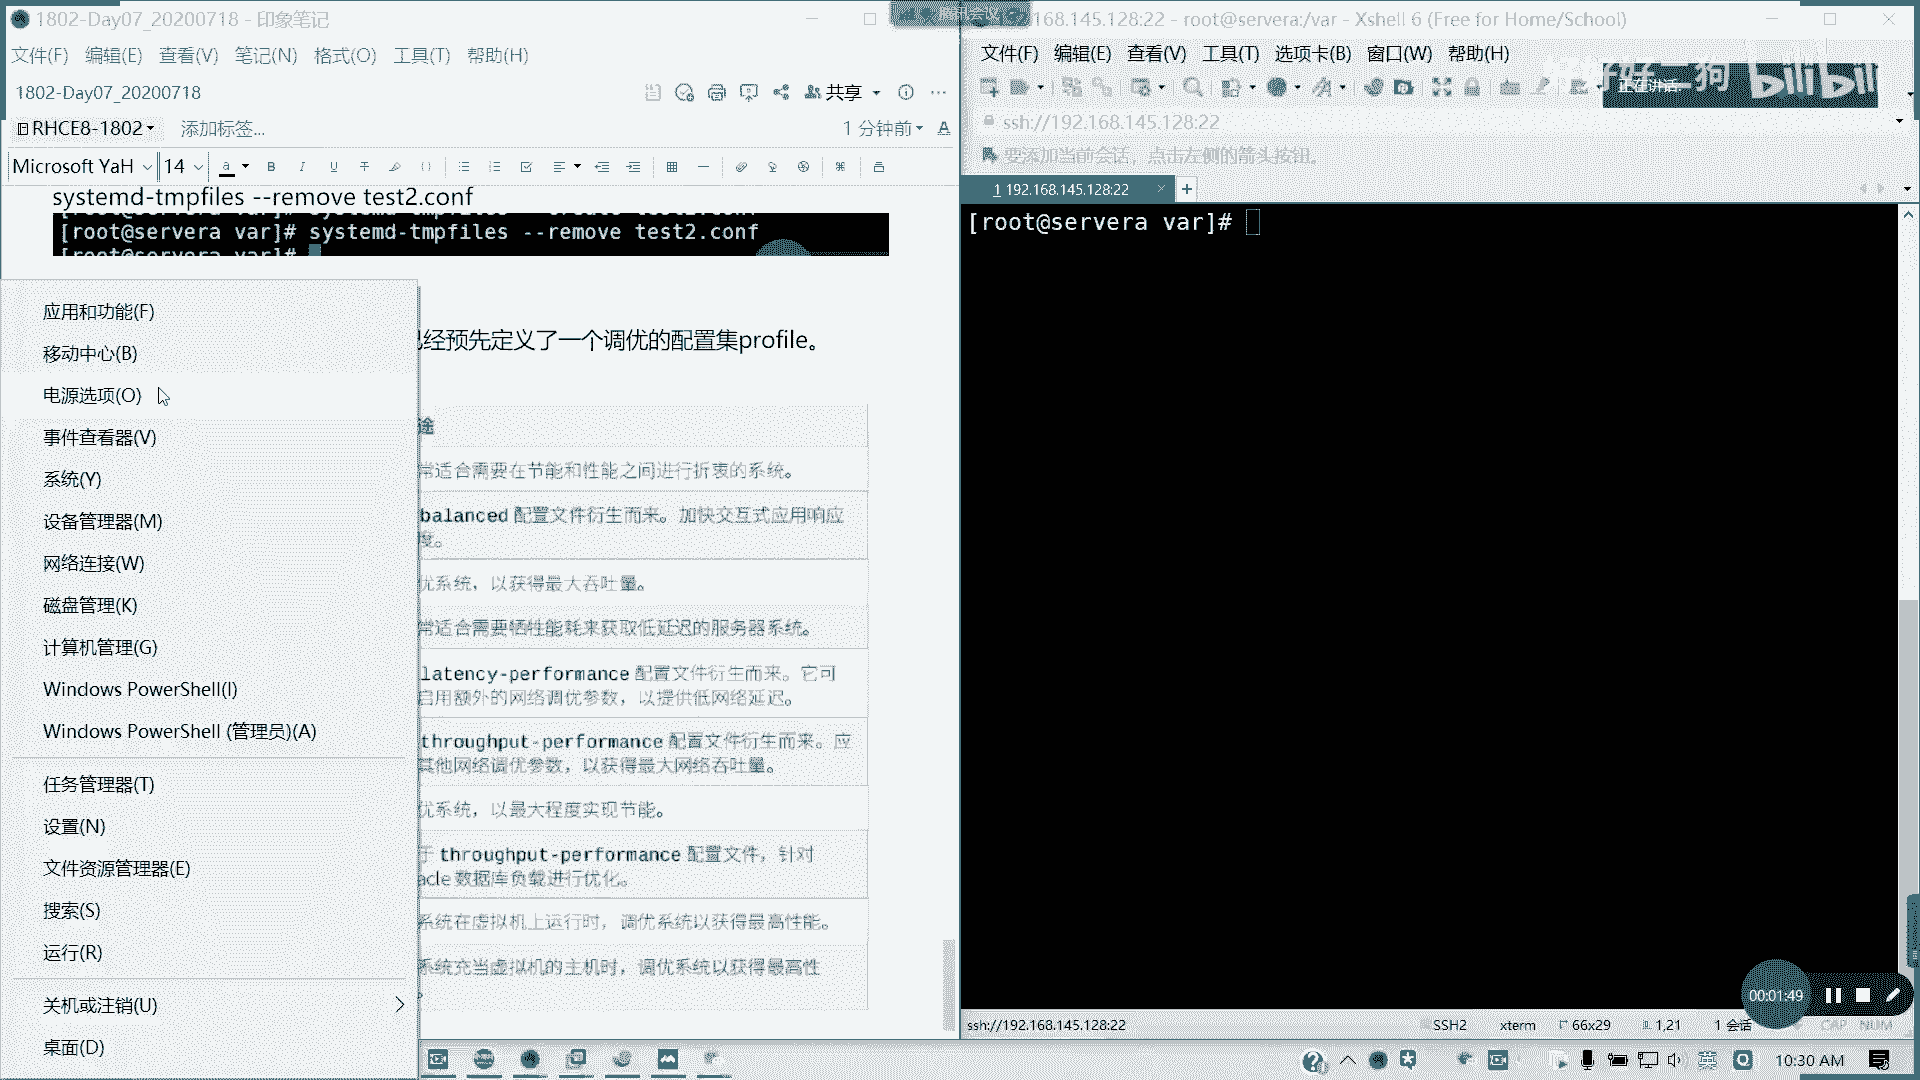 1802-Day07_20200718 - 印象笔记
文件(F) 编辑(E) 查看(V) 笔记(N) 格式(O) 工具(T) 帮助(H)
1802-Day07_20200718
共享
RHCE8-1802
添加标签...
1 分钟前
Microsoft YaH 14
systemd-tmpfiles --remove test2.conf
[root@servera var]# systemd-tmpfiles --remove test2.conf
[root@servera var]#
经预先定义了一个调优的配置集profile。
途
常适合需要在节能和性能之间进行折衷的系统。
balanced 配置文件衍生而来。加快交互式应用响应
度。
优系统，以获得最大吞吐量。
常适合需要牺牲能耗来获取低延迟的服务器系统。
latency-performance 配置文件衍生而来。它可
启用额外的网络调优参数，以提供低网络延迟。
throughput-performance 配置文件衍生而来。应
其他网络调优参数，以获得最大网络吞吐量。
优系统，以最大程度实现节能。
于 throughput-performance 配置文件，针对
acle 数据库负载进行优化。
系统在虚拟机上运行时，调优系统以获得最高性能。
系统充当虚拟机的主机时，调优系统以获得最高性
应用和功能(F)
移动中心(B)
电源选项(O)
事件查看器(V)
系统(Y)
设备管理器(M)
网络连接(W)
磁盘管理(K)
计算机管理(G)
Windows PowerShell(I)
Windows PowerShell (管理员)(A)
任务管理器(T)
设置(N)
文件资源管理器(E)
搜索(S)
运行(R)
关机或注销(U)
桌面(D)
腾讯会议
168.145.128:22 - root@servera:/var - Xshell 6 (Free for Home/School)
文件(F) 编辑(E) 查看(V) 工具(T) 选项卡(B) 窗口(W) 帮助(H)
正在讲话:
bilibili
ssh://192.168.145.128:22
要添加当前会话，点击左侧的箭头按钮。
1 192.168.145.128:22
[root@servera var]#
00:01:49
ssh://192.168.145.128:22 SSH2 xterm 66x29 1,21 1 会话 CAP NUM
英 10:30 AM